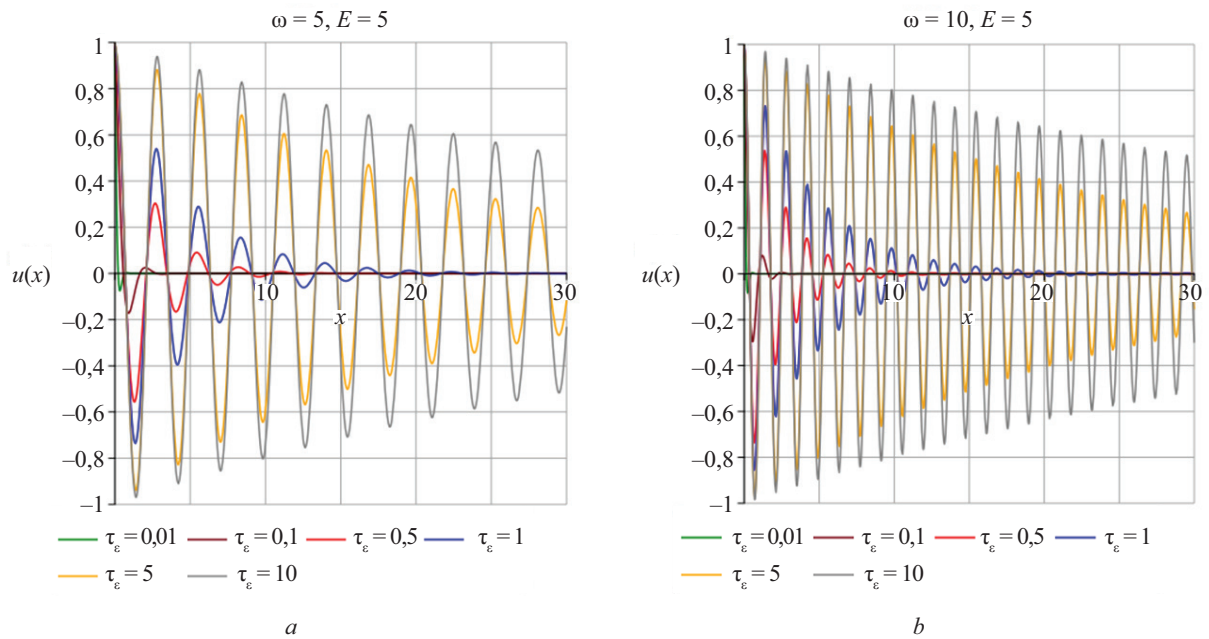 ω = 5, E = 5
1
0,8
0,6
0,4
0,2
u(x)
0
–0,2
–0,4
–0,6
–0,8
–1
10
20
30
x
τε = 0,01 τε = 0,1 τε = 0,5 τε = 1
τε = 5 τε = 10
a
ω = 10, E = 5
1
0,8
0,6
0,4
0,2
u(x)
0
–0,2
–0,4
–0,6
–0,8
–1
10
20
30
x
τε = 0,01 τε = 0,1 τε = 0,5 τε = 1
τε = 5 τε = 10
b